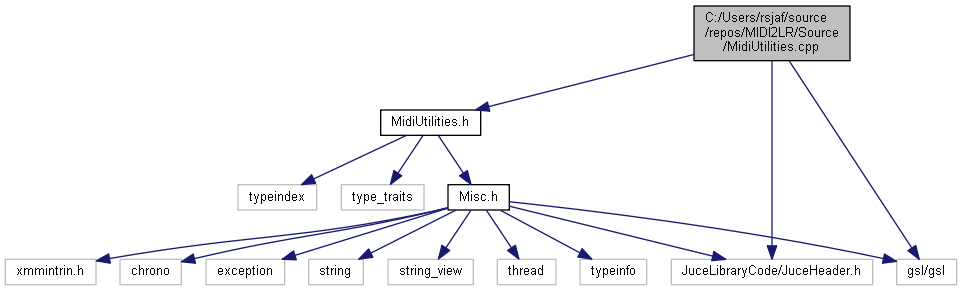 C:/Users/rsjaf/source
/repos/MIDI2LR/Source
/MidiUtilities.cpp
MidiUtilities.h
typeindex
type_traits
Misc.h
xmmintrin.h
chrono
exception
string
string_view
thread
typeinfo
JuceLibraryCode/JuceHeader.h
gsl/gsl